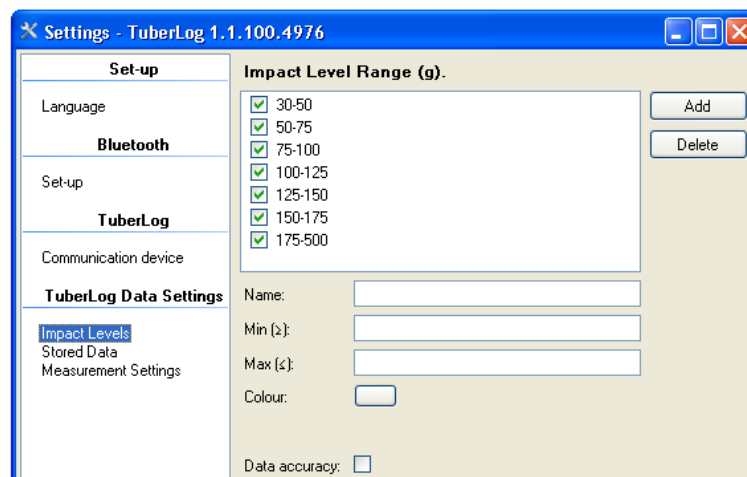 Settings - TuberLog 1.1.100.4976
Set-up
Language
Bluetooth
Set-up
TuberLog
Communication device
TuberLog Data Settings
Impact Levels
Stored Data
Measurement Settings
Impact Level Range (g).
30-50
50-75
75-100
100-125
125-150
150-175
175-500
Add
Delete
Name:
Min (≥):
Max (≤):
Colour:
Data accuracy: